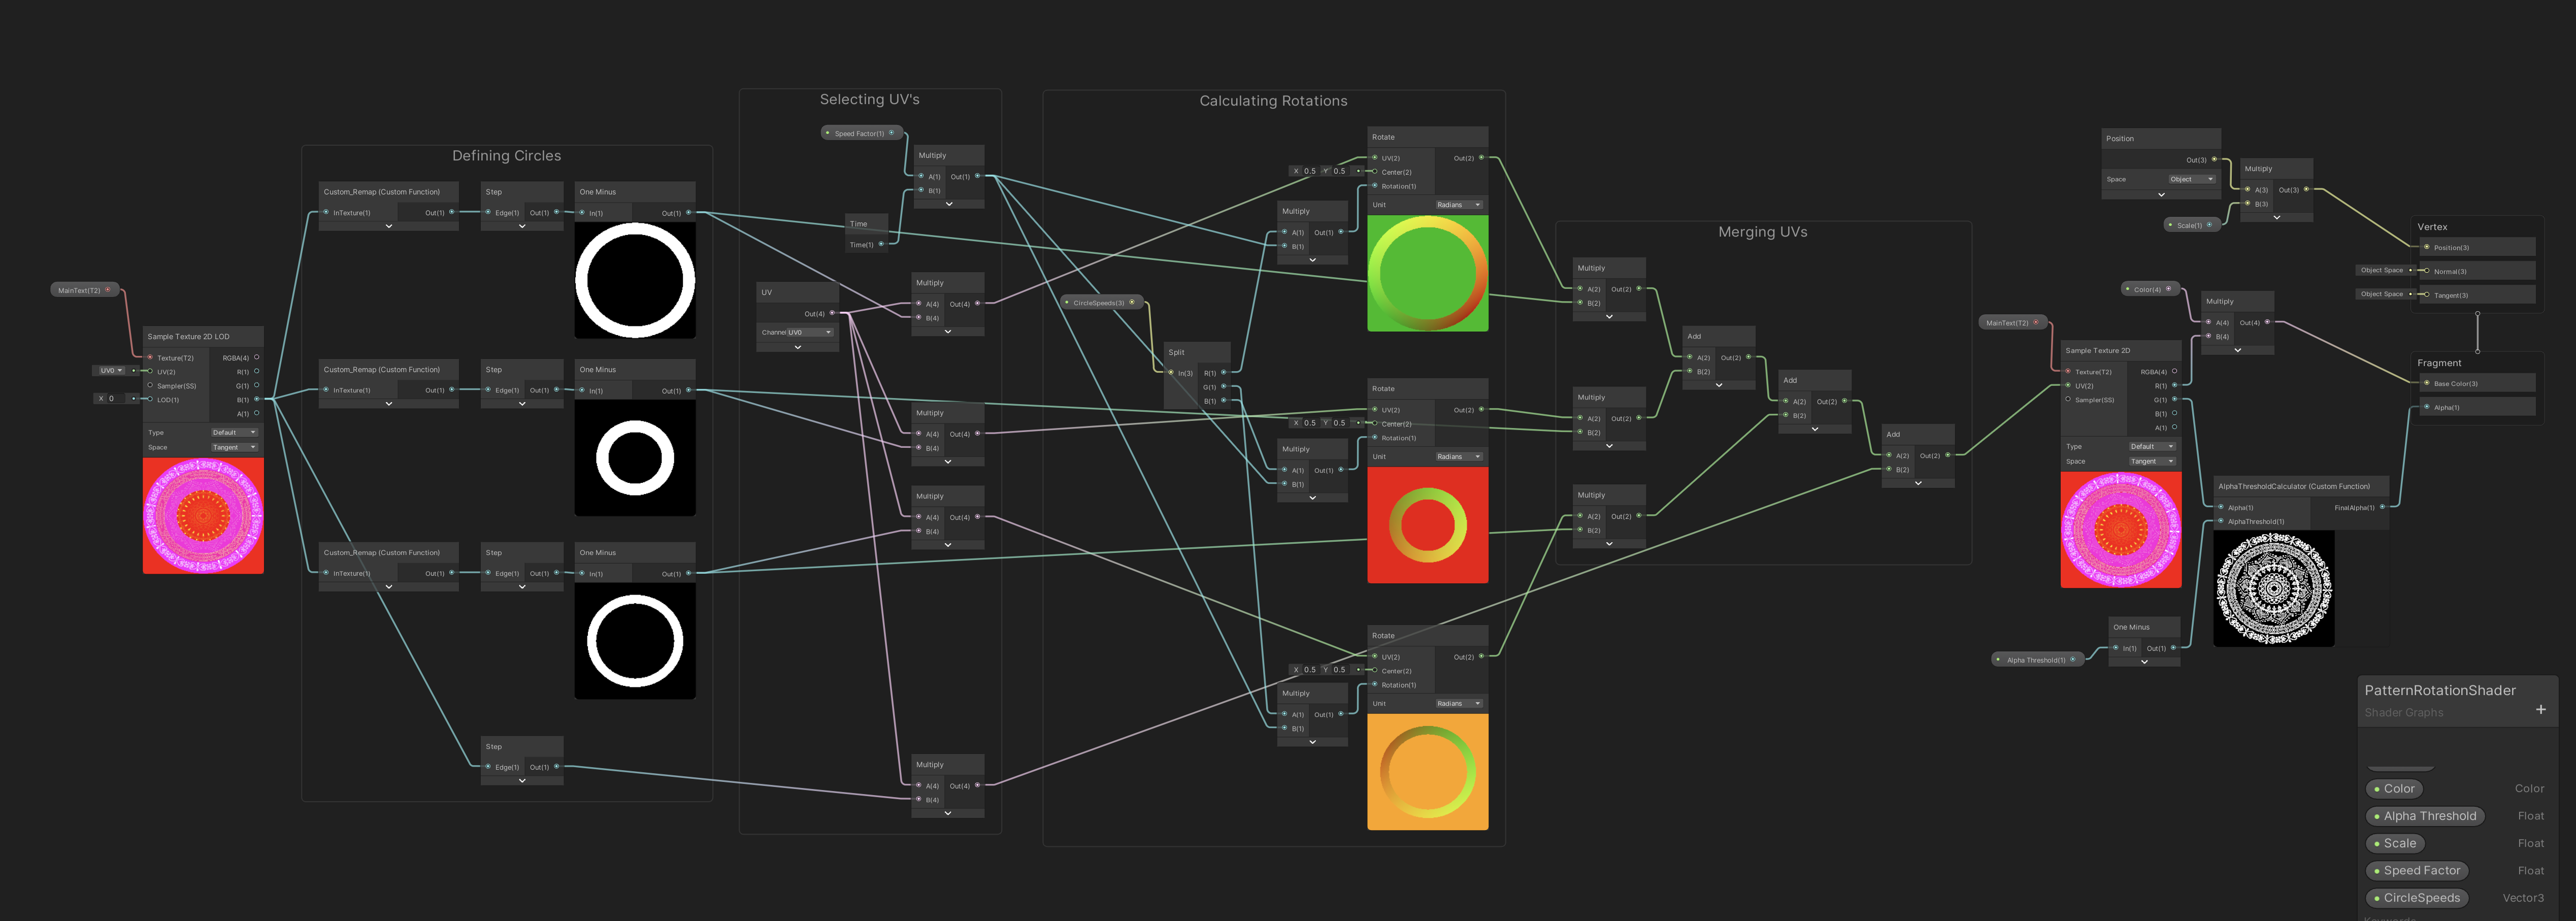 MainText(T2)
Sample Texture 2D LOD
Texture(T2) RGBA(4)
UV0 UV(2) R(1)
Sampler(SS) G(1)
X 0 LOD(1) B(1)
A(1)
Type Default
Space Tangent
Defining Circles
Custom_Remap (Custom Function)
InTexture(1) Out(1)
Step
Edge(1) Out(1)
One Minus
In(1) Out(1)
Custom_Remap (Custom Function)
InTexture(1) Out(1)
Step
Edge(1) Out(1)
One Minus
In(1) Out(1)
Custom_Remap (Custom Function)
InTexture(1) Out(1)
Step
Edge(1) Out(1)
One Minus
In(1) Out(1)
Step
Edge(1) Out(1)
Selecting UV's
Speed Factor(1)
Multiply
A(1) Out(1)
B(1)
Time
Time(1)
UV
Out(4)
Channel UV0
Multiply
A(4) Out(4)
B(4)
Multiply
A(4) Out(4)
B(4)
Multiply
A(4) Out(4)
B(4)
Multiply
A(4) Out(4)
B(4)
Calculating Rotations
CircleSpeeds(3)
Split
In(3) R(1)
G(1)
B(1)
Multiply
A(1) Out(1)
B(1)
Rotate
UV(2) Out(2)
X 0.5 Y 0.5 Center(2)
Rotation(1)
Unit Radians
Multiply
A(1) Out(1)
B(1)
Rotate
UV(2) Out(2)
X 0.5 Y 0.5 Center(2)
Rotation(1)
Unit Radians
Multiply
A(1) Out(1)
B(1)
Rotate
UV(2) Out(2)
X 0.5 Y 0.5 Center(2)
Rotation(1)
Unit Radians
Merging UVs
Multiply
A(2) Out(2)
B(2)
Multiply
A(2) Out(2)
B(2)
Multiply
A(2) Out(2)
B(2)
Add
A(2) Out(2)
B(2)
Add
A(2) Out(2)
B(2)
Add
A(2) Out(2)
B(2)
MainText(T2)
Sample Texture 2D
Texture(T2) RGBA(4)
UV(2) R(1)
Sampler(SS) G(1)
B(1)
A(1)
Type Default
Space Tangent
Position
Out(3)
Space Object
Scale(1)
Multiply
A(3) Out(3)
B(3)
Color(4)
Multiply
A(4) Out(4)
B(4)
AlphaThresholdCalculator (Custom Function)
Alpha(1) FinalAlpha(1)
AlphaThreshold(1)
Alpha Threshold(1)
One Minus
In(1) Out(1)
Vertex
Position(3)
Object Space Normal(3)
Object Space Tangent(3)
Fragment
Base Color(3)
Alpha(1)
PatternRotationShader
Shader Graphs
+
Color Color
Alpha Threshold Float
Scale Float
Speed Factor Float
CircleSpeeds Vector3